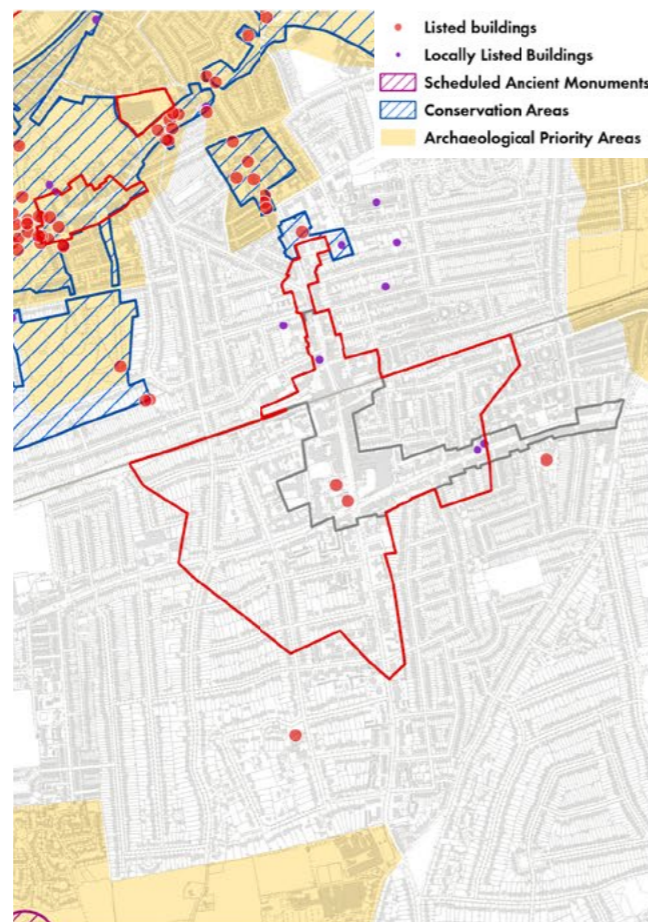 Listed buildings
Locally Listed Buildings
Scheduled Ancient Monuments
Conservation Areas
Archaeological Priority Areas